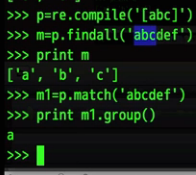 >>> p=re.compile('[abc]')
>>> m=p.findall('abcdef')
>>> print m
['a', 'b', 'c']
>>> m1=p.match('abcdef')
>>> print m1.group()
a
>>>